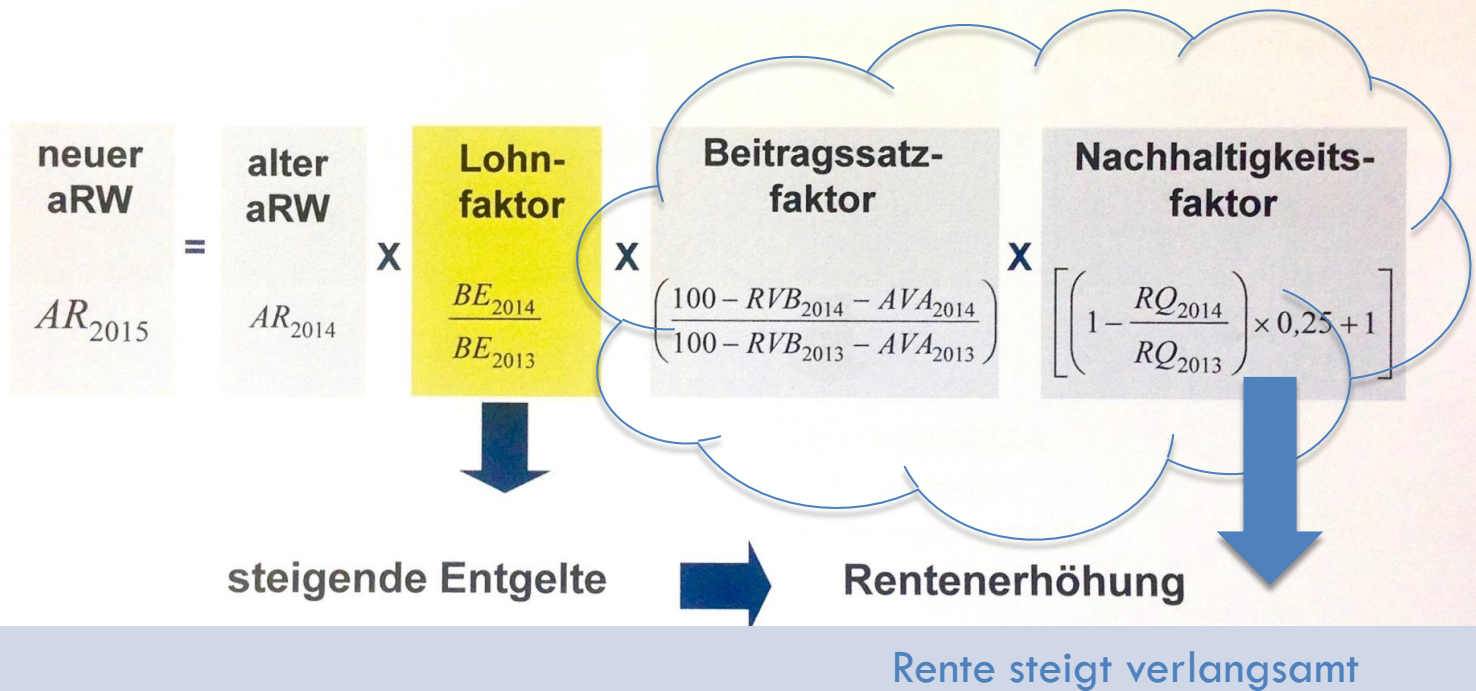 neuer
aRW
=
alter
aRW
X
Lohn-
faktor
X
Beitragssatz-
faktor
X
Nachhaltigkeits-
faktor
AR2015
AR2014
BE2014
BE2013
(100 – RVB2014 – AVA2014
100 – RVB2013 – AVA2013)
[(1 – RQ2014
RQ2013) × 0,25 + 1]
steigende Entgelte
Rentenerhöhung
Rente steigt verlangsamt